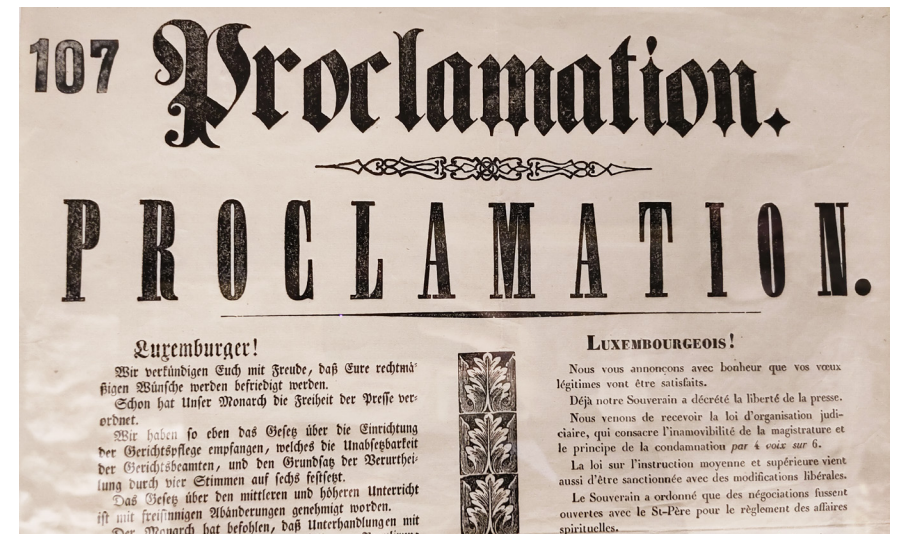 107
Proclamation.
PROCLAMATION.
Luxemburger!
Wir verkündigen Euch mit Freude, daß Eure rechtmä-
ßigen Wünsche werden befriedigt werden.
Schon hat Unser Monarch die Freiheit der Presse ver-
ordnet.
Wir haben so eben das Gesetz über die Einrichtung
der Gerichtspflege empfangen, welches die Unabsetzbarkeit
der Gerichtsbeamten, und den Grundsatz der Verurthei-
lung durch vier Stimmen auf sechs festsetzt.
Das Gesetz über den mittleren und höheren Unterricht
ist mit freisinnigen Abänderungen genehmigt worden.
Der Monarch hat befohlen, daß Unterhandlungen mit
LUXEMBOURGEOIS!
Nous vous annonçons avec bonheur que vos vœux
légitimes vont être satisfaits.
Déjà notre Souverain a décrété la liberté de la presse.
Nous venons de recevoir la loi d'organisation judi-
ciaire, qui consacre l'inamovibilité de la magistrature et
le principe de la condamnation par 4 voix sur 6.
La loi sur l'instruction moyenne et supérieure vient
aussi d'être sanctionnée avec des modifications libérales.
Le Souverain a ordonné que des négociations fussent
ouvertes avec le St-Père pour le règlement des affaires
spirituelles.